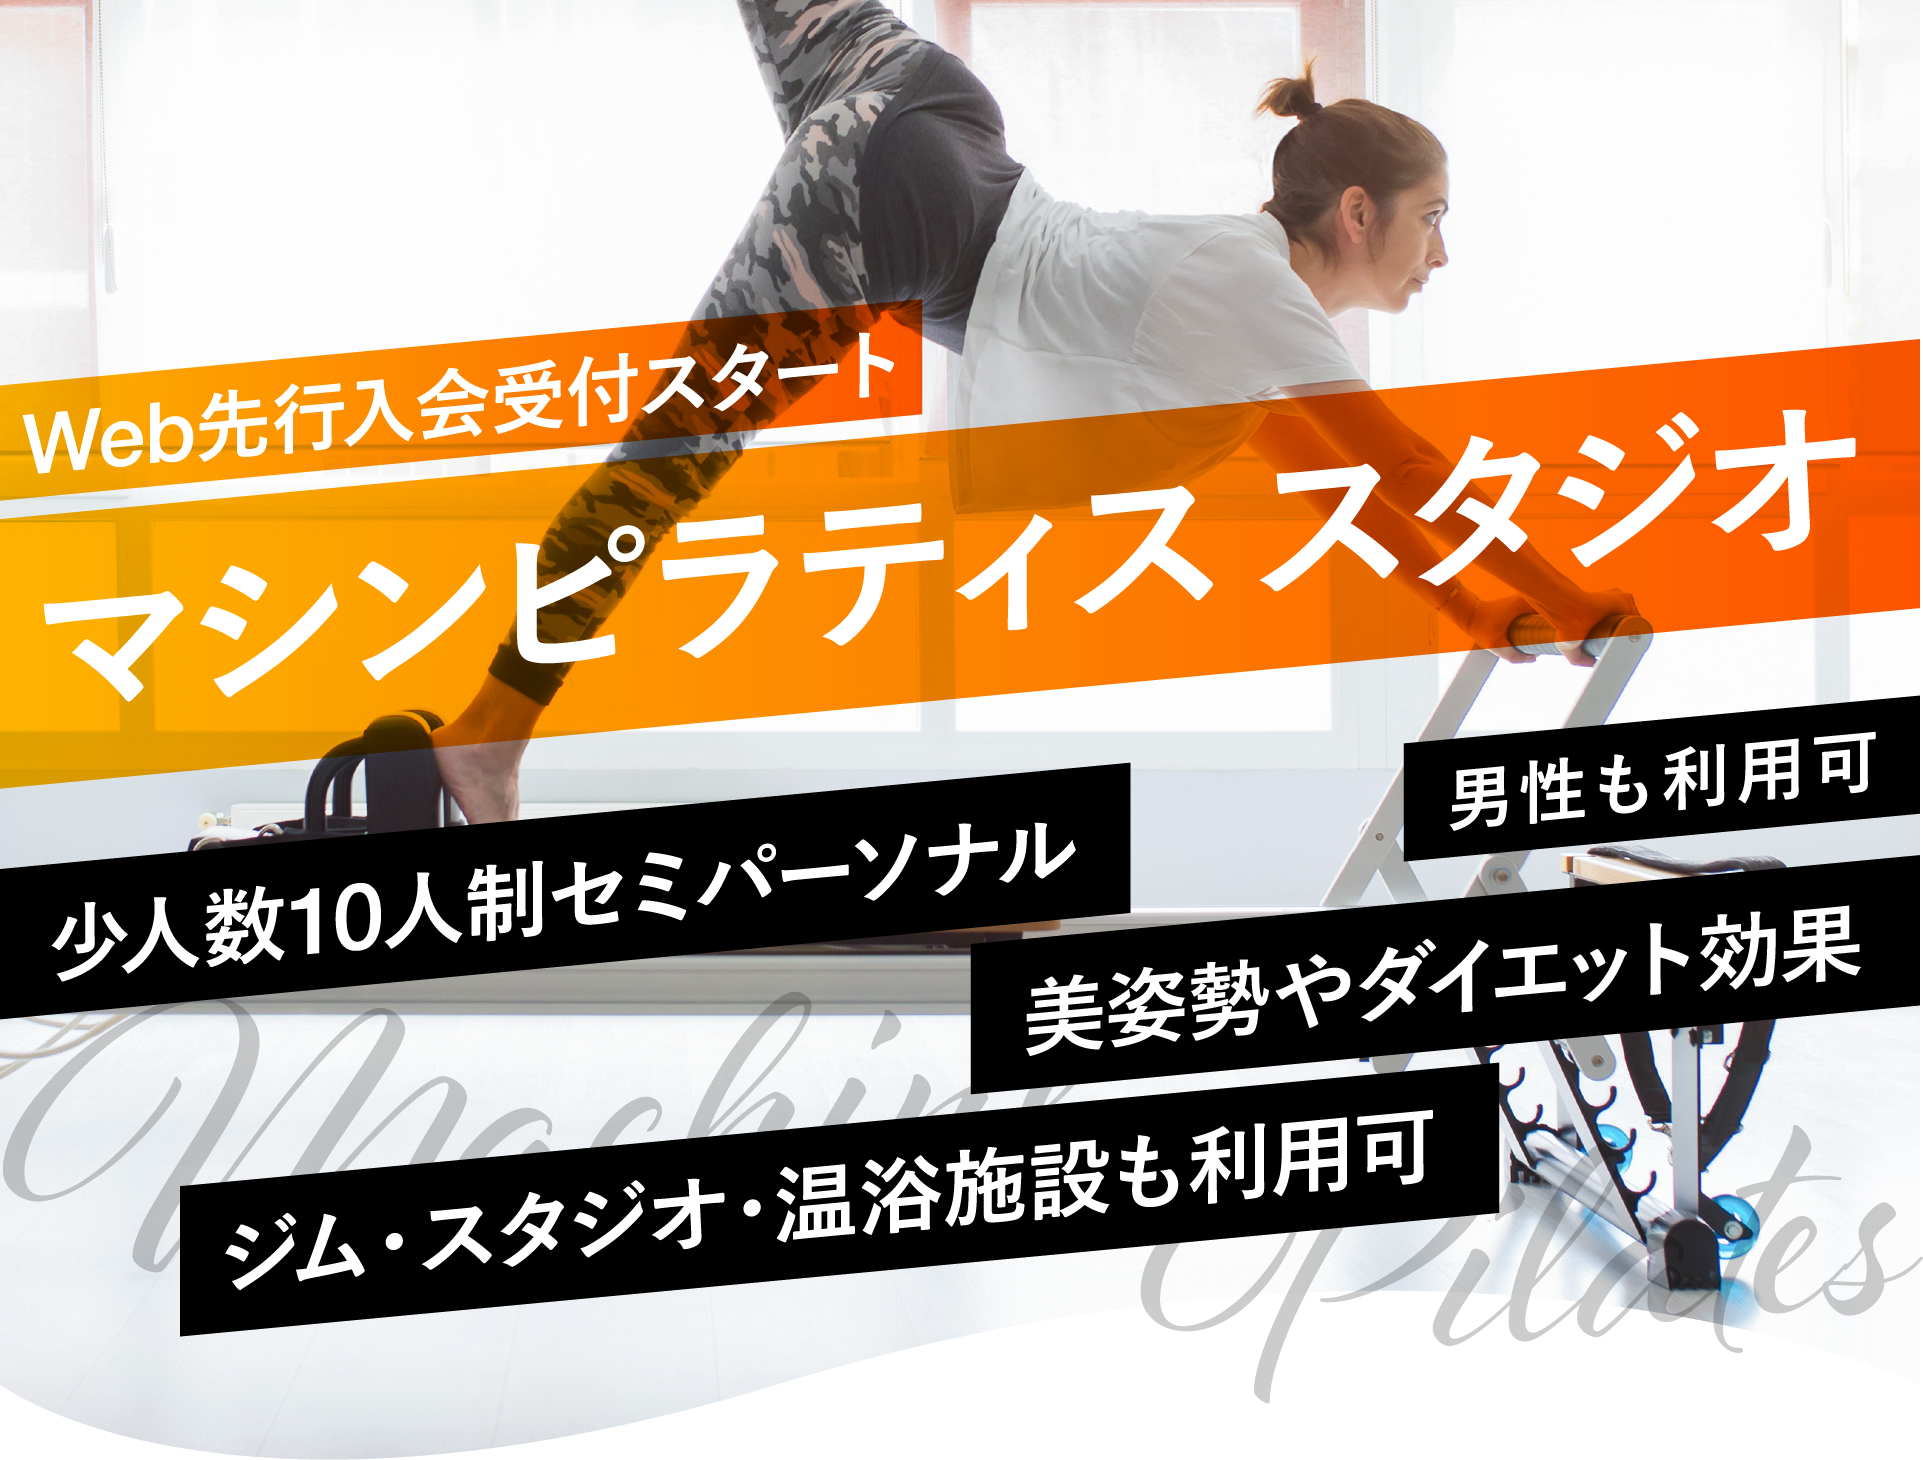 Web先行入会受付スタート
マシンピラティス スタジオ
男性も利用可
少人数10人制セミパーソナル
美姿勢やダイエット効果
ジム・スタジオ・温浴施設も利用可
Machine
Pilates